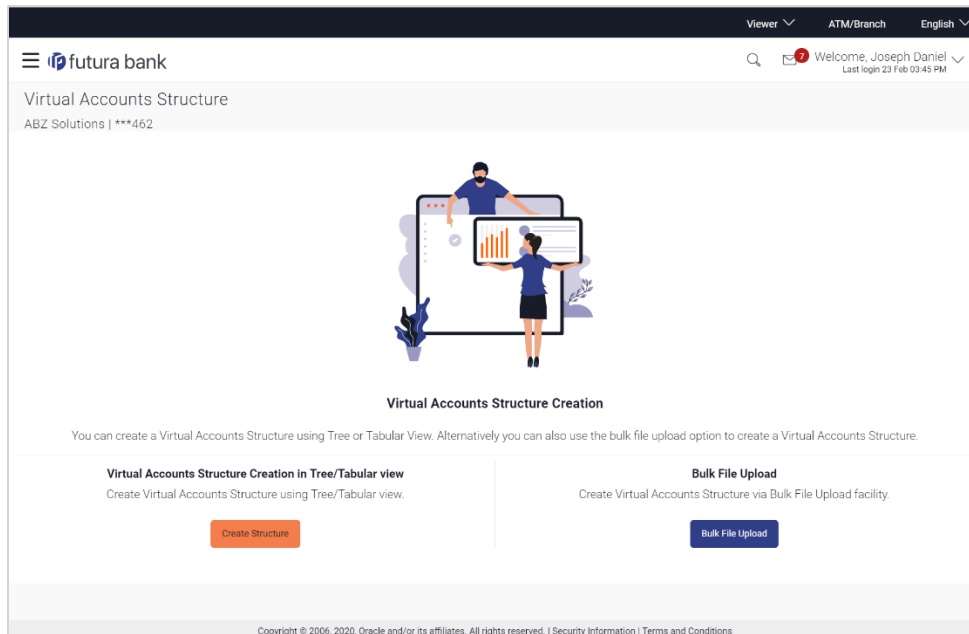 Viewer ATM/Branch English
futura bank
7
Welcome, Joseph Daniel
Last login 23 Feb 03:45 PM
Virtual Accounts Structure
ABZ Solutions | ***462
Virtual Accounts Structure Creation
You can create a Virtual Accounts Structure using Tree or Tabular View. Alternatively you can also use the bulk file upload option to create a Virtual Accounts Structure.
Virtual Accounts Structure Creation in Tree/Tabular view
Create Virtual Accounts Structure using Tree/Tabular view.
Create Structure
Bulk File Upload
Create Virtual Accounts Structure via Bulk File Upload facility.
Bulk File Upload
Copyright © 2006, 2020, Oracle and/or its affiliates. All rights reserved. | Security Information | Terms and Conditions